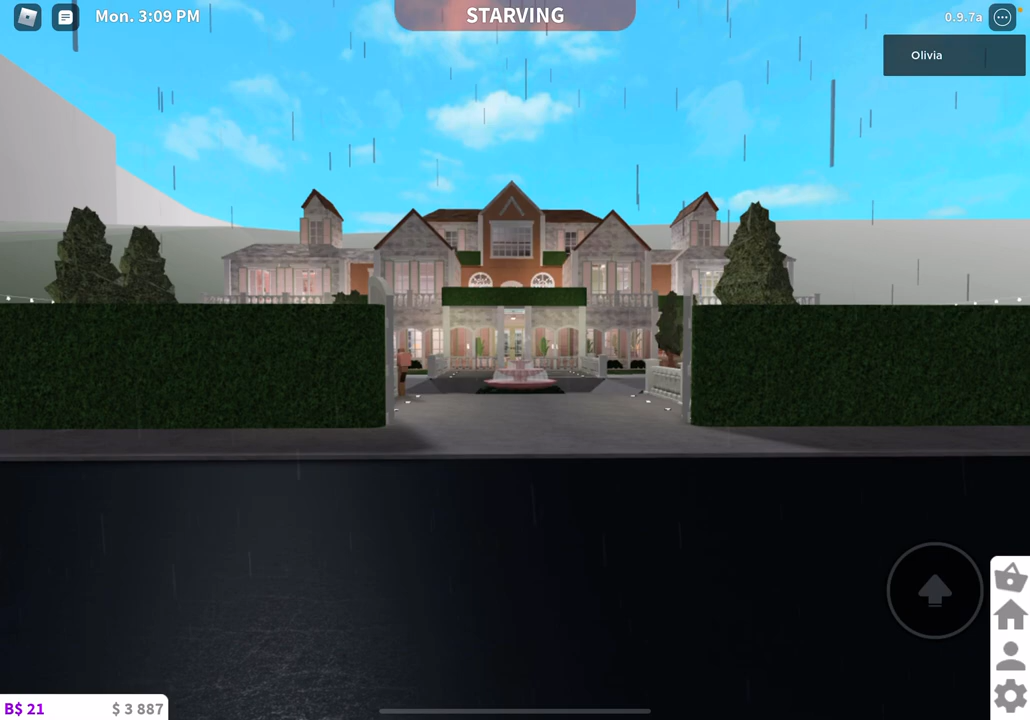 Mon. 3:09 PM
STARVING
0.9.7a
Olivia
B$ 21
$ 3 887